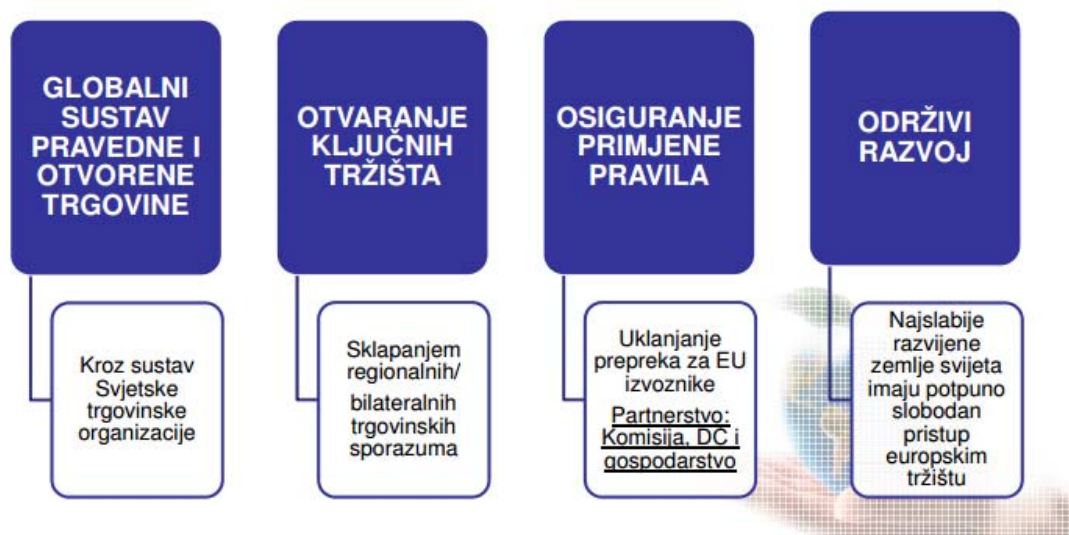 GLOBALNI
SUSTAV
PRAVEDNE I
OTVORENE
TRGOVINE
Kroz sustav
Svjetske
trgovinske
organizacije
OTVARANJE
KLJUČNIH
TRŽIŠTA
Sklapanjem
regionalnih/
bilateralnih
trgovinskih
sporazuma
OSIGURANJE
PRIMJENE
PRAVILA
Uklanjanje
prepreka za EU
izvoznike
Partnerstvo:
Komisija, DC i
gospodarstvo
ODRŽIVI
RAZVOJ
Najslabije
razvijene
zemlje svijeta
imaju potpuno
slobodan
pristup
europskim
tržištu